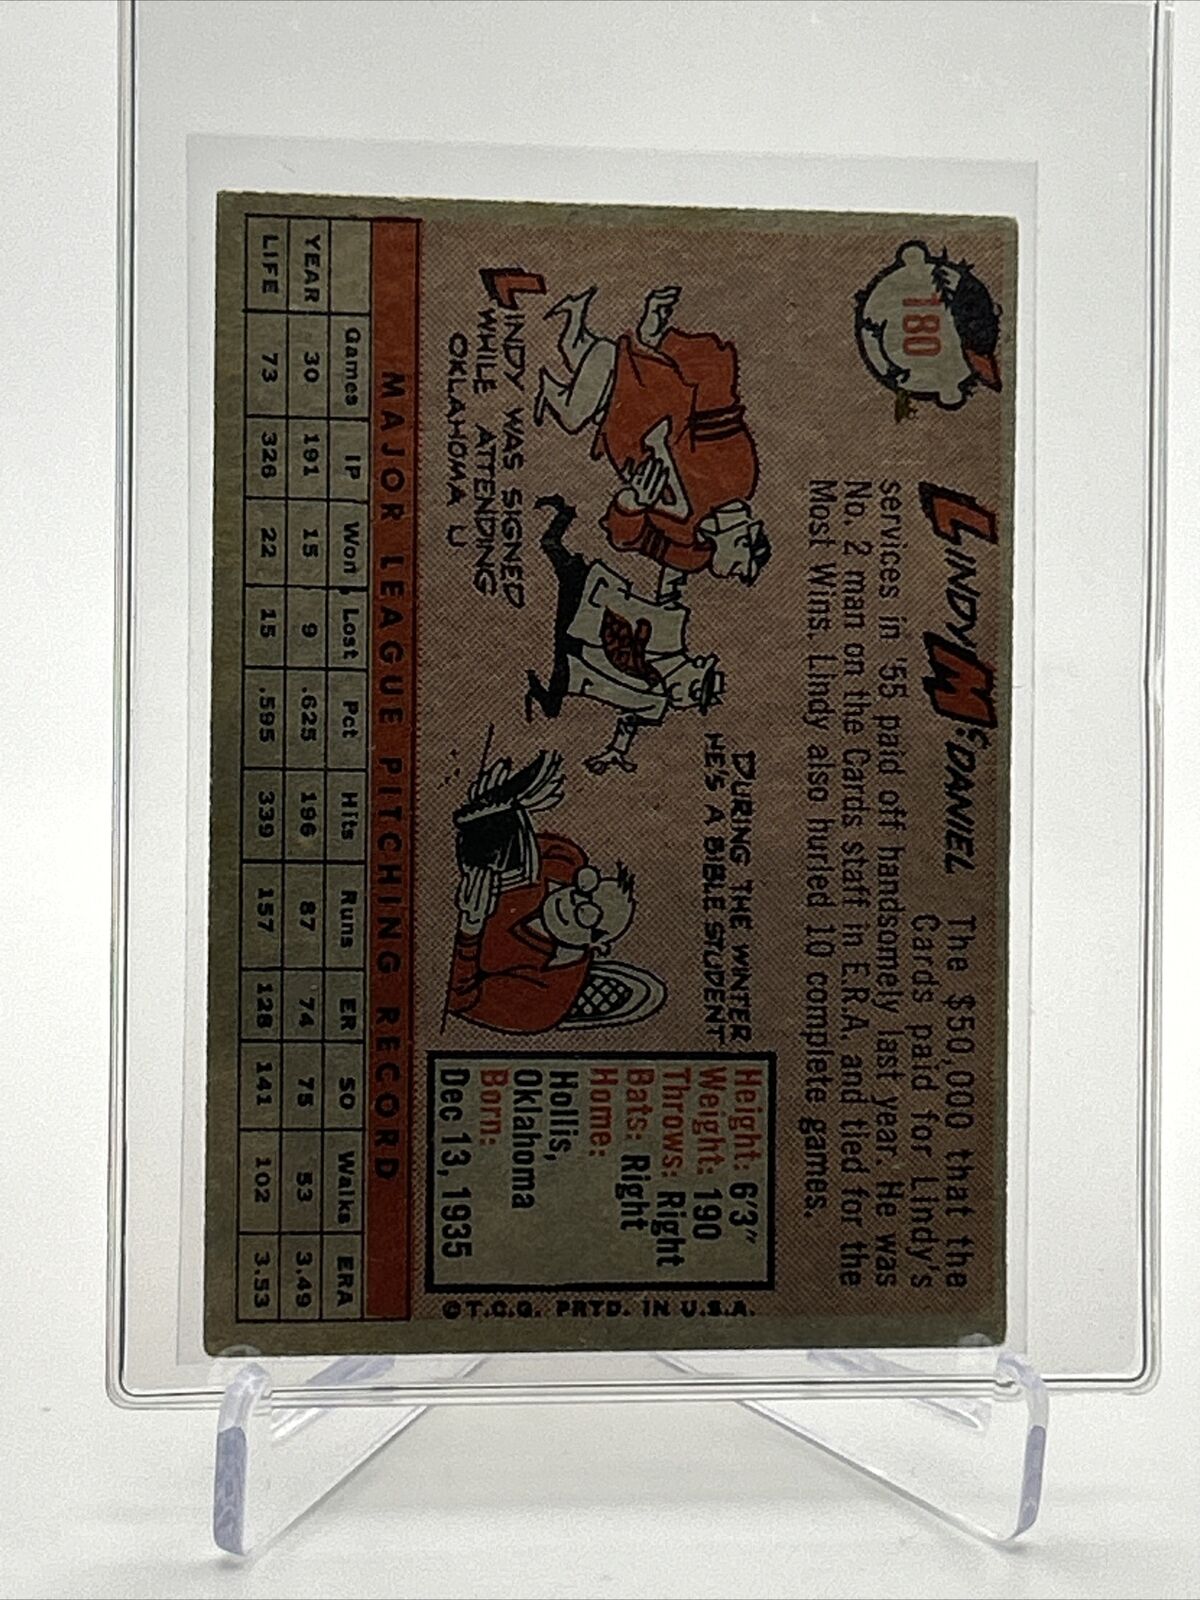 180
LINDY McDANIEL
The $50,000 that the
Cards paid for Lindy's
services in '55 paid off handsomely last year. He was
No. 2 man on the Cards staff in E.R.A. and tied for the
Most Wins. Lindy also hurled 10 complete games.
LINDY WAS SIGNED
WHILE ATTENDING
OKLAHOMA U
DURING THE WINTER
HE'S A BIBLE STUDENT
Height: 6'3"
Weight: 190
Throws: Right
Bats: Right
Home:
Hollis,
Oklahoma
Born:
Dec 13, 1935
©T.C.G. PRTD. IN U.S.A.
MAJOR LEAGUE PITCHING RECORD
Games IP Won Lost Pct Hits Runs ER SO Walks ERA
YEAR 30 191 15 9 .625 196 87 74 75 53 3.49
LIFE 73 326 22 15 .595 339 157 128 141 102 3.53